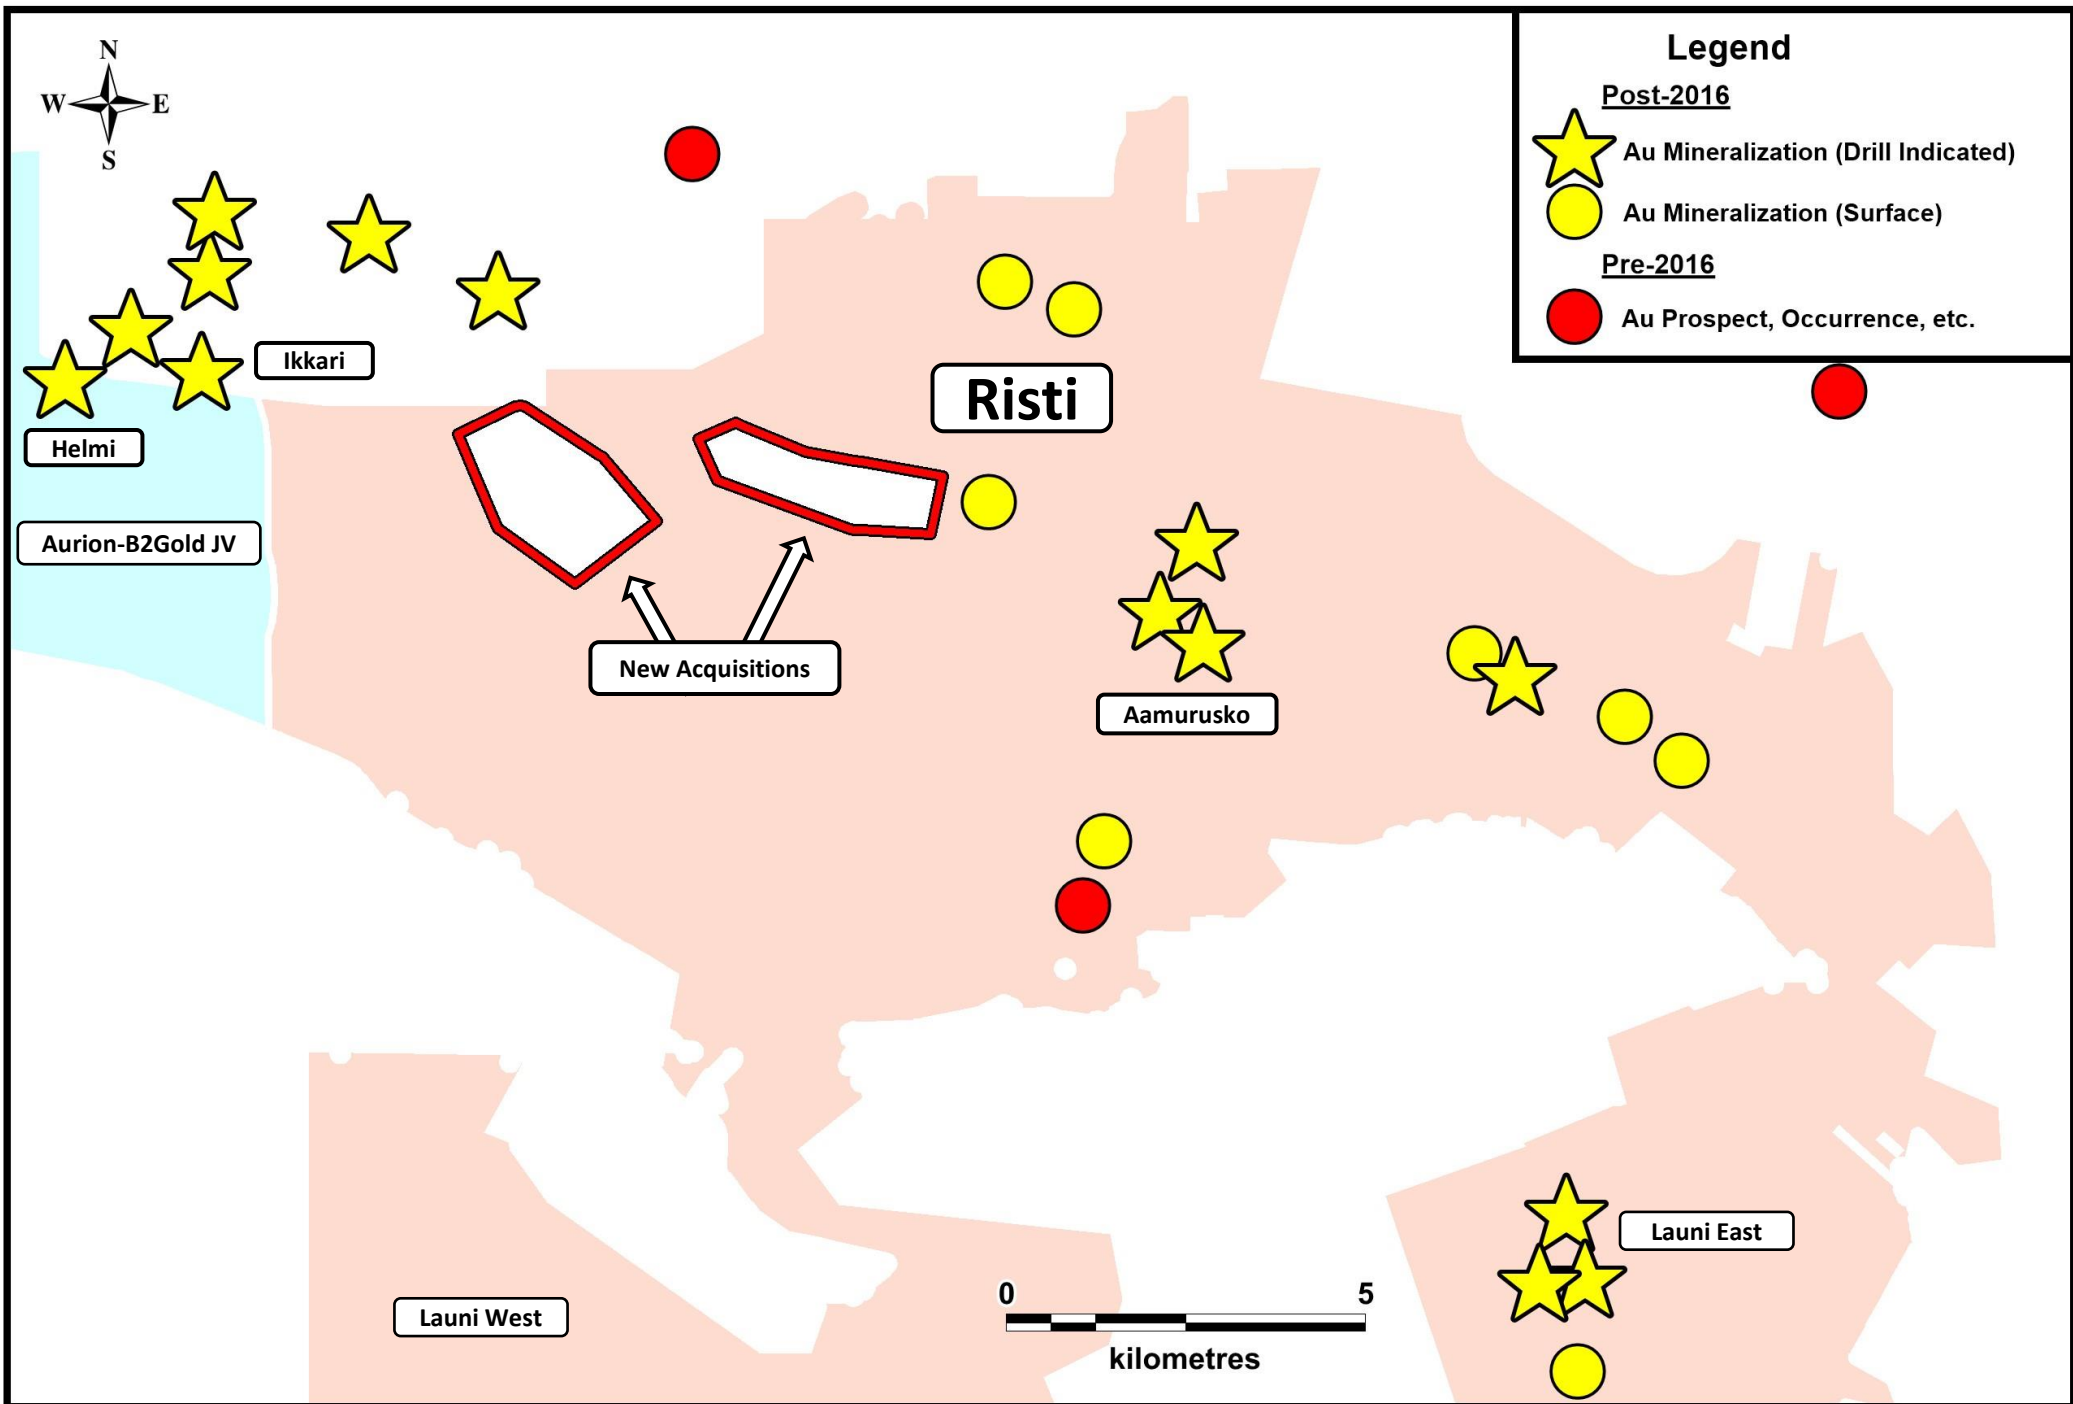 N
W E
S
Legend
Post-2016
Au Mineralization (Drill Indicated)
Au Mineralization (Surface)
Pre-2016
Au Prospect, Occurrence, etc.
Ikkari
Risti
Helmi
Aurion-B2Gold JV
New Acquisitions
Aamurusko
Launi East
Launi West
0 5
kilometres